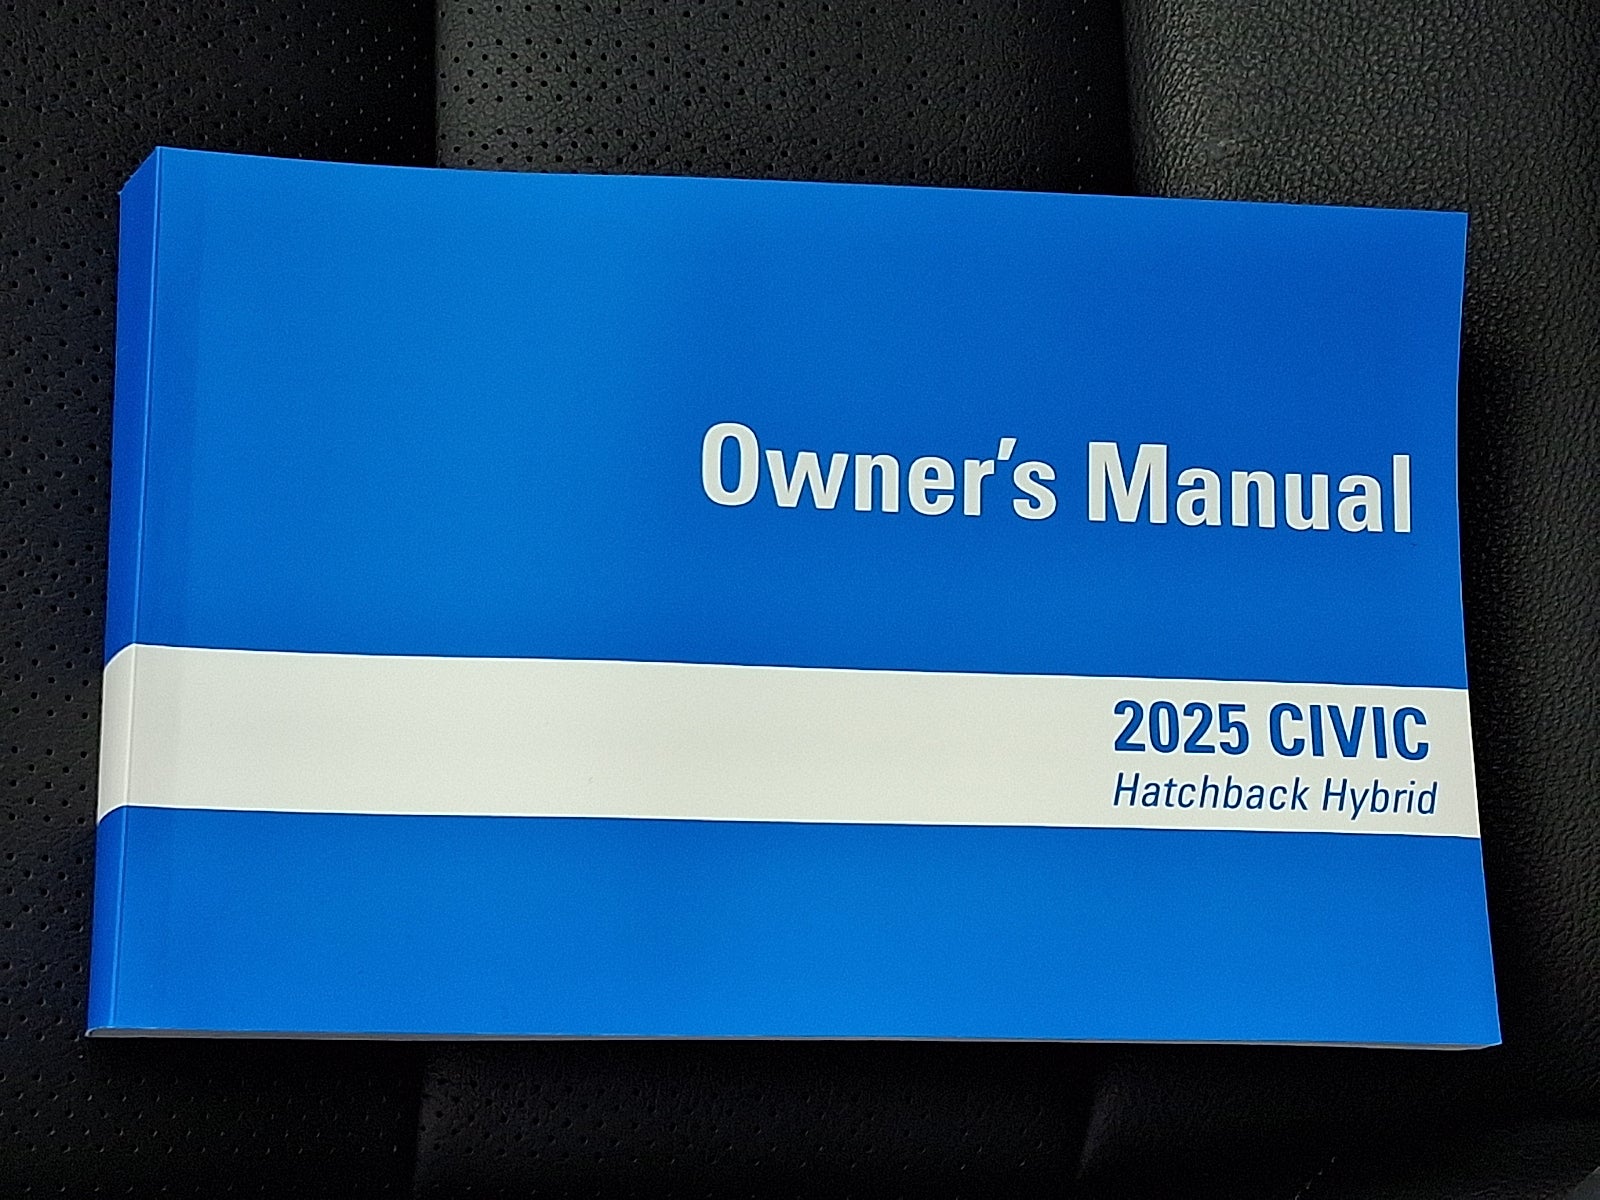 Owner's Manual
2025 CIVIC
Hatchback Hybrid